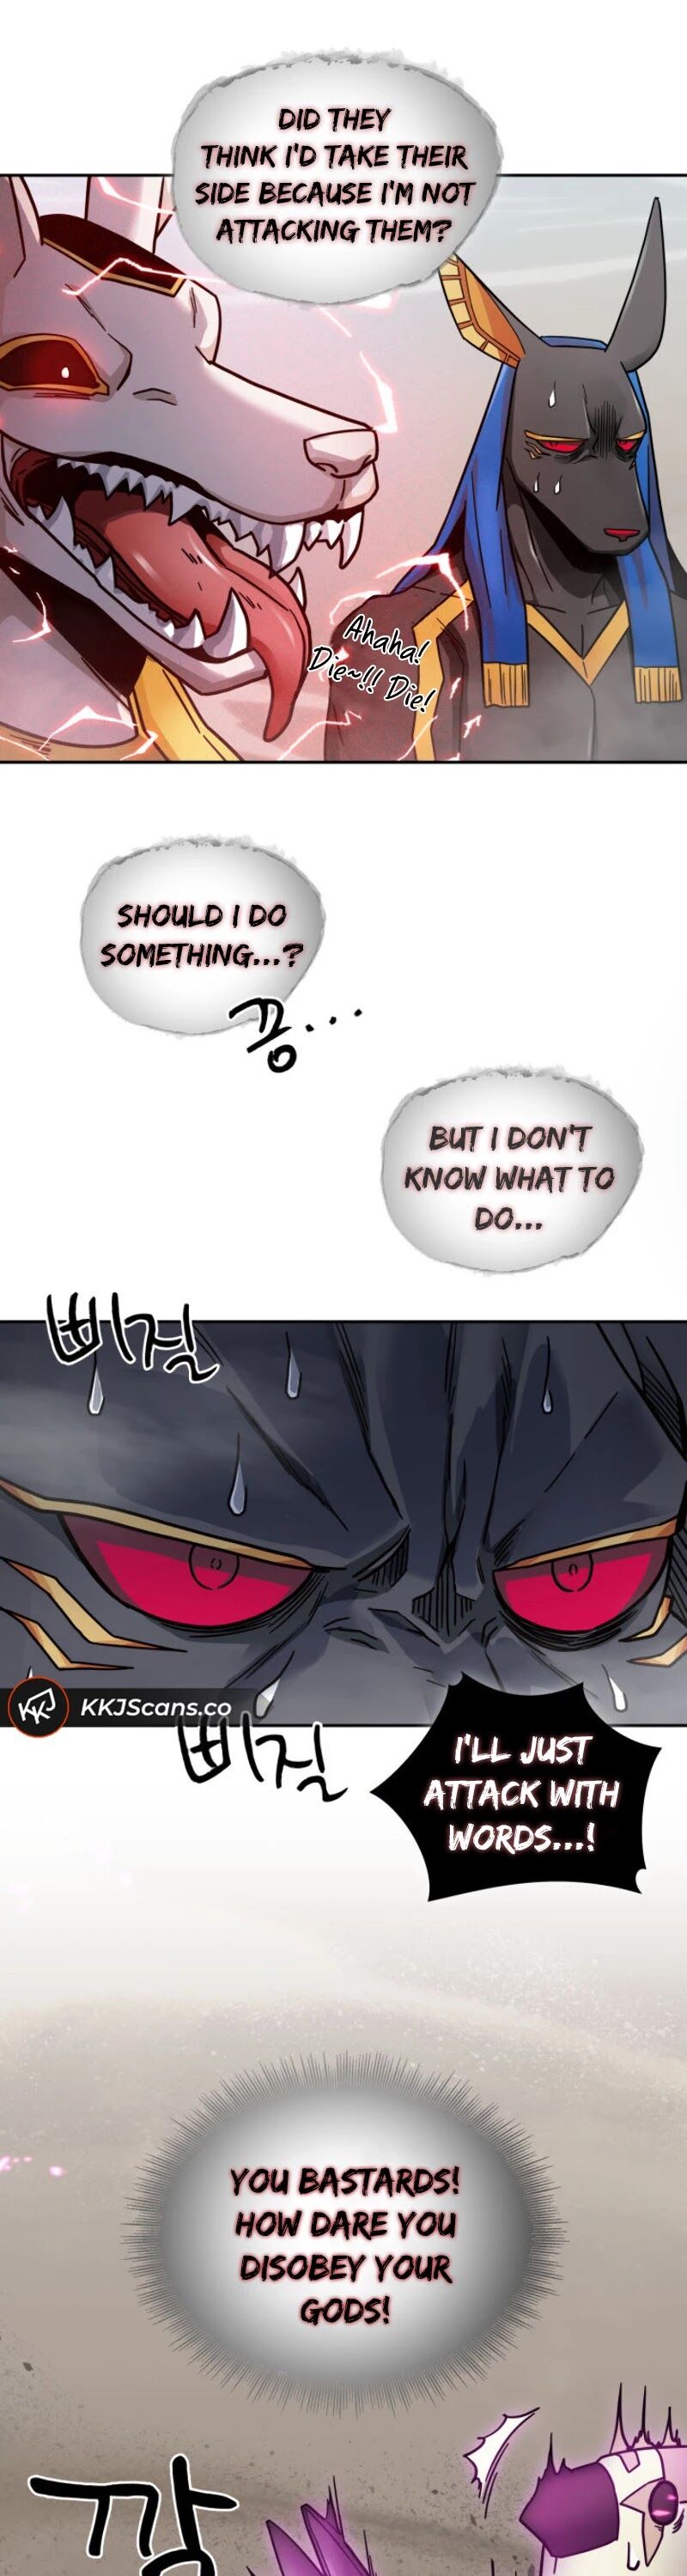 DID THEY
THINK I'D TAKE THEIR
SIDE BECAUSE I'M NOT
ATTACKING THEM?
Ahaha!
Die~!! Die!
SHOULD I DO
SOMETHING...?
끙...
BUT I DON'T
KNOW WHAT TO
DO...
삐질
KKJ KKJScans.co
삐질
I'LL JUST
ATTACK WITH
WORDS...!
YOU BASTARDS!
HOW DARE YOU
DISOBEY YOUR
GODS!
깜